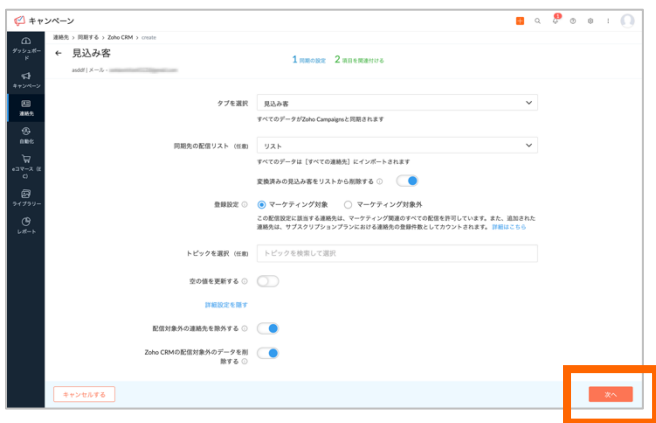 キャンペーン
連絡先 > 同期する > Zoho CRM > create
← 見込み客
1 同期の設定 2 項目を関連付ける
ダッシュボード
キャンペーン
連絡先
自動化
eコマース (EC)
ライブラリー
レポート
タブを選択 見込み客
すべてのデータがZoho Campaignsと同期されます
同期先の配信リスト (任意) リスト
すべてのデータは [すべての連絡先] にインポートされます
変換済みの見込み客をリストから削除する
登録設定 マーケティング対象 マーケティング対象外
この配信設定に該当する連絡先は、マーケティング関連のすべての配信を許可しています。また、追加された
連絡先は、サブスクリプションプランにおける連絡先の登録件数としてカウントされます。 詳細はこちら
トピックを選択 (任意) トピックを検索して選択
空の値を更新する
詳細設定を隠す
配信対象外の連絡先を除外する
Zoho CRMの配信対象外のデータを削
除する
キャンセルする
次へ